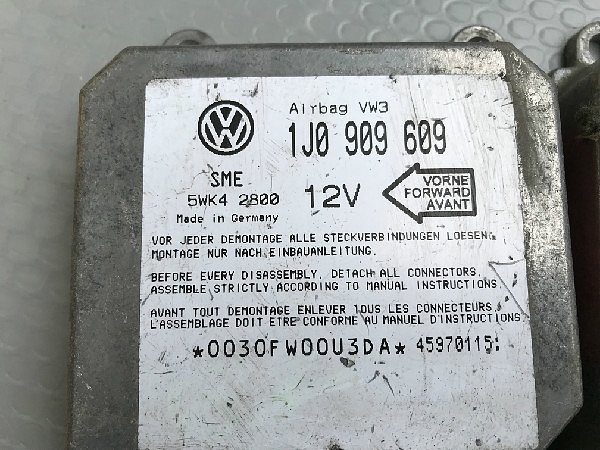 Airbag VW3
1J0 909 609
SME
5WK4 2800
Made in Germany
12V
VORNE
FORWARD
AVANT
VOR JEDER DEMONTAGE ALLE STECKVERBINDUNGEN LOESEN.
MONTAGE NUR NACH EINBAUANLEITUNG.
BEFORE EVERY DISASSEMBLY, DETACH ALL CONNECTORS.
ASSEMBLE STRICTLY ACCORDING TO MANUAL INSTRUCTIONS.
AVANT TOUT DEMONTAGE ENLEVER TOUS LES CONNECTEURS.
L'ASSEMBLAGE DOIT ETRE CONFORME AU MANUEL D'INSTRUCTIONS
*0030FW00U3DA* 45970115